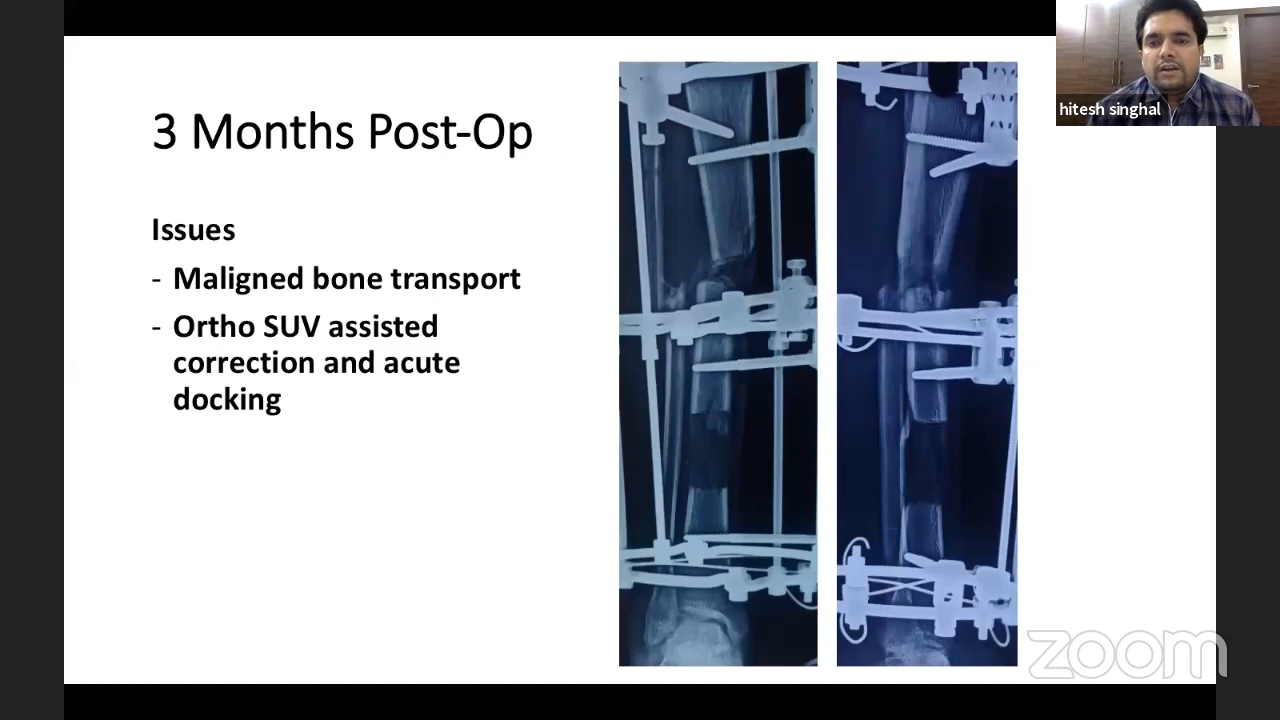 3 Months Post-Op
Issues
- Maligned bone transport
- Ortho SUV assisted
correction and acute
docking
hitesh singhal
zoom